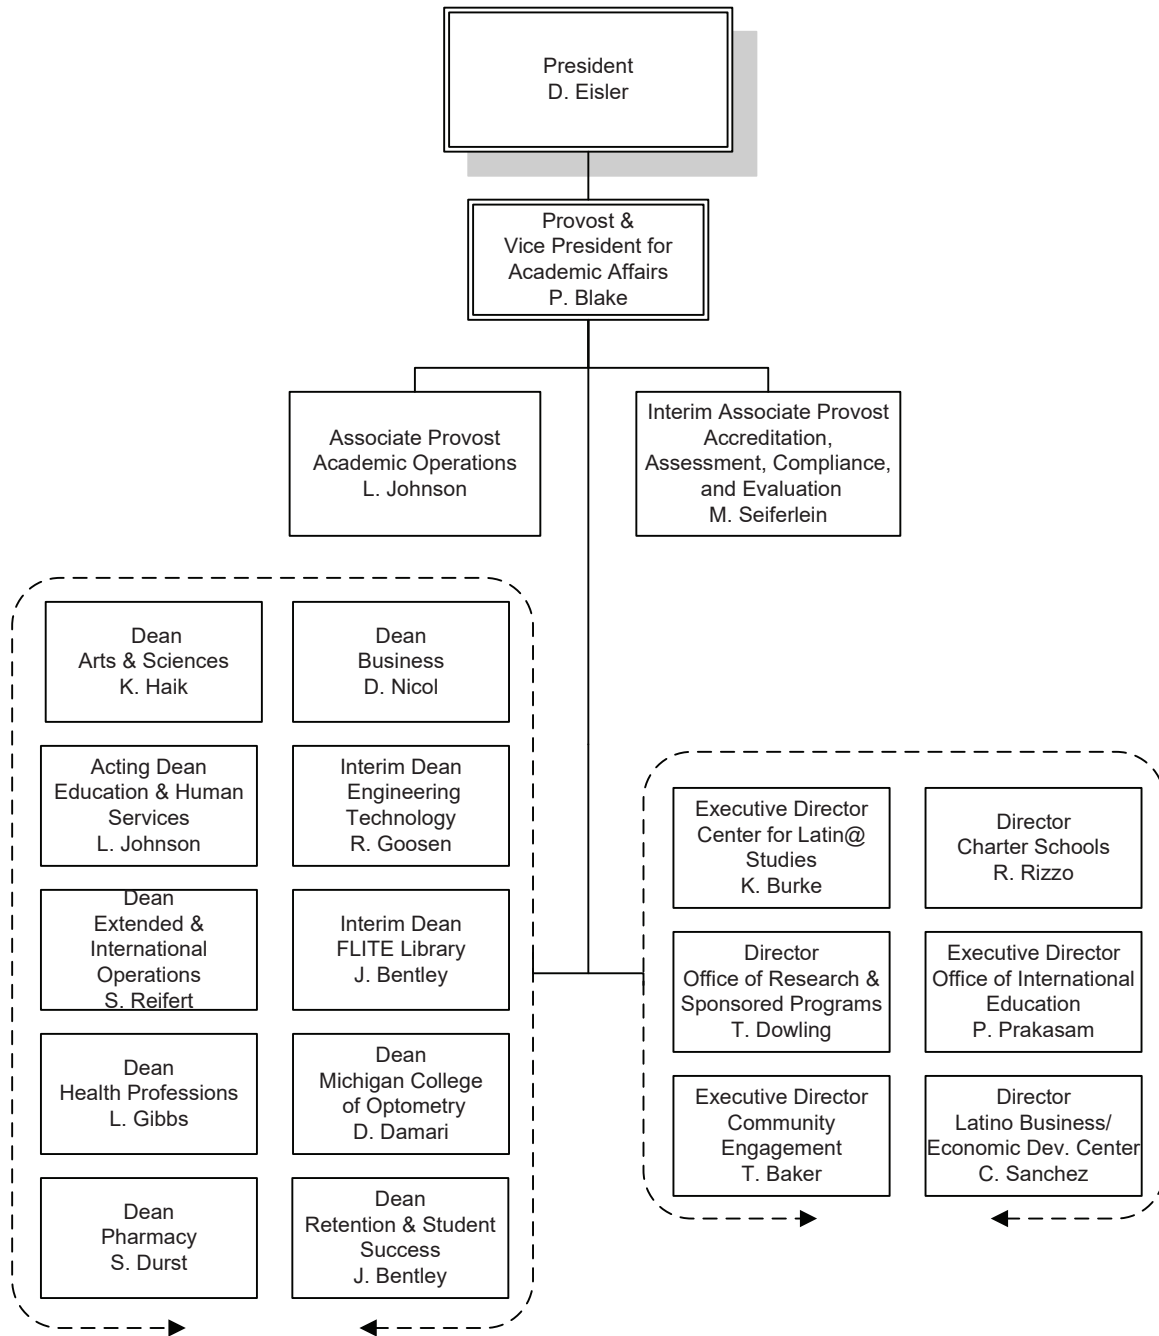 President
D. Eisler
Provost &
Vice President for
Academic Affairs
P. Blake
Associate Provost
Academic Operations
L. Johnson
Interim Associate Provost
Accreditation,
Assessment, Compliance,
and Evaluation
M. Seiferlein
Dean
Arts & Sciences
K. Haik
Dean
Business
D. Nicol
Acting Dean
Education & Human
Services
L. Johnson
Interim Dean
Engineering
Technology
R. Goosen
Dean
Extended &
International
Operations
S. Reifert
Interim Dean
FLITE Library
J. Bentley
Dean
Health Professions
L. Gibbs
Dean
Michigan College
of Optometry
D. Damari
Dean
Pharmacy
S. Durst
Dean
Retention & Student
Success
J. Bentley
Executive Director
Center for Latin@
Studies
K. Burke
Director
Charter Schools
R. Rizzo
Director
Office of Research &
Sponsored Programs
T. Dowling
Executive Director
Office of International
Education
P. Prakasam
Executive Director
Community
Engagement
T. Baker
Director
Latino Business/
Economic Dev. Center
C. Sanchez